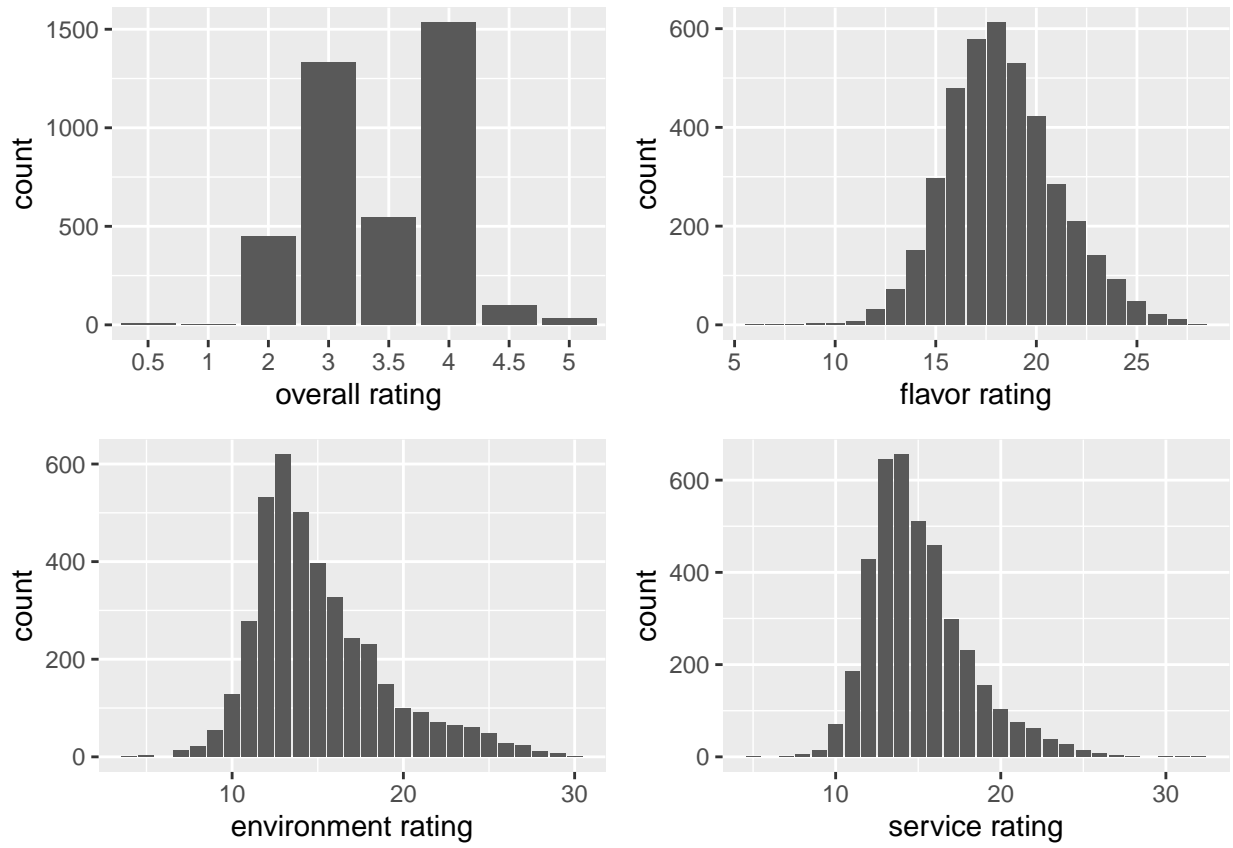 1500
1000
500
0
count
0.5 1 2 3 3.5 4 4.5 5
overall rating
600
400
200
0
count
5 10 15 20 25
flavor rating
600
400
200
0
count
10 20 30
environment rating
600
400
200
0
count
10 20 30
service rating